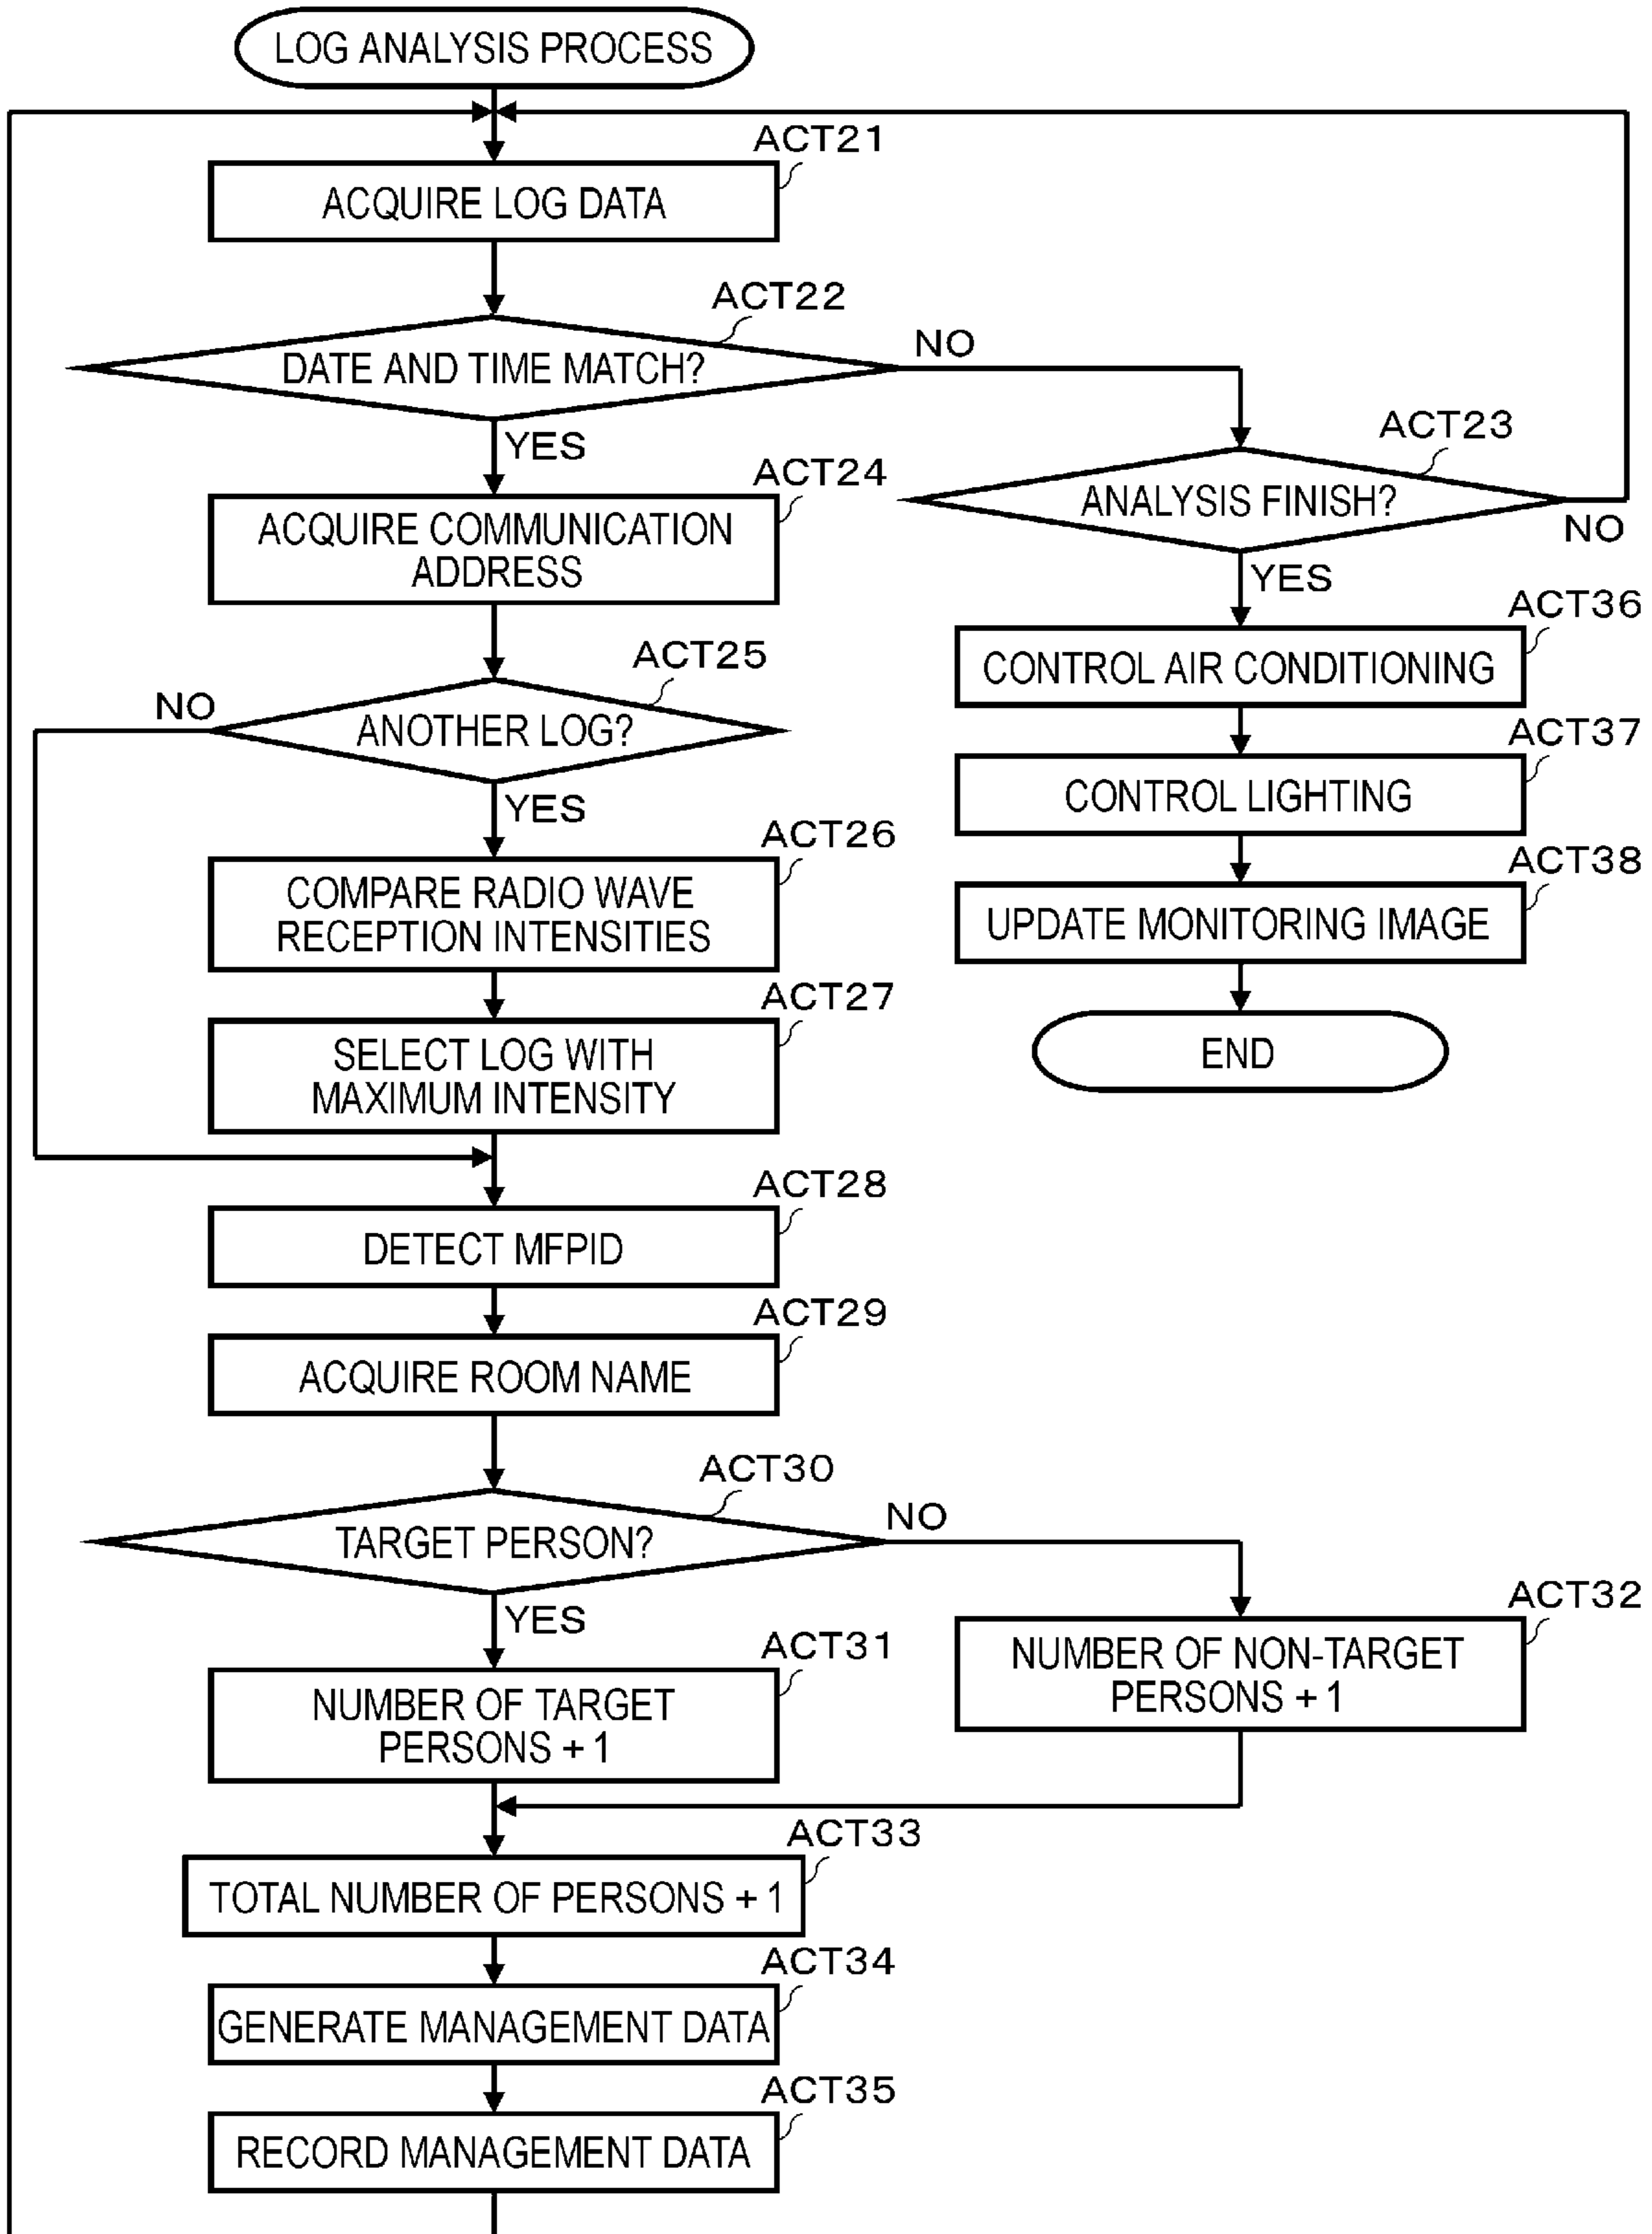 LOG ANALYSIS PROCESS
ACT21
ACQUIRE LOG DATA
ACT22
DATE AND TIME MATCH?
NO
YES
ACT23
ANALYSIS FINISH?
NO
YES
ACT24
ACQUIRE COMMUNICATION
ADDRESS
ACT25
ANOTHER LOG?
NO
YES
ACT26
COMPARE RADIO WAVE
RECEPTION INTENSITIES
ACT27
SELECT LOG WITH
MAXIMUM INTENSITY
ACT36
CONTROL AIR CONDITIONING
ACT37
CONTROL LIGHTING
ACT38
UPDATE MONITORING IMAGE
END
ACT28
DETECT MFPID
ACT29
ACQUIRE ROOM NAME
ACT30
TARGET PERSON?
NO
YES
ACT31
NUMBER OF TARGET
PERSONS + 1
ACT32
NUMBER OF NON-TARGET
PERSONS + 1
ACT33
TOTAL NUMBER OF PERSONS + 1
ACT34
GENERATE MANAGEMENT DATA
ACT35
RECORD MANAGEMENT DATA